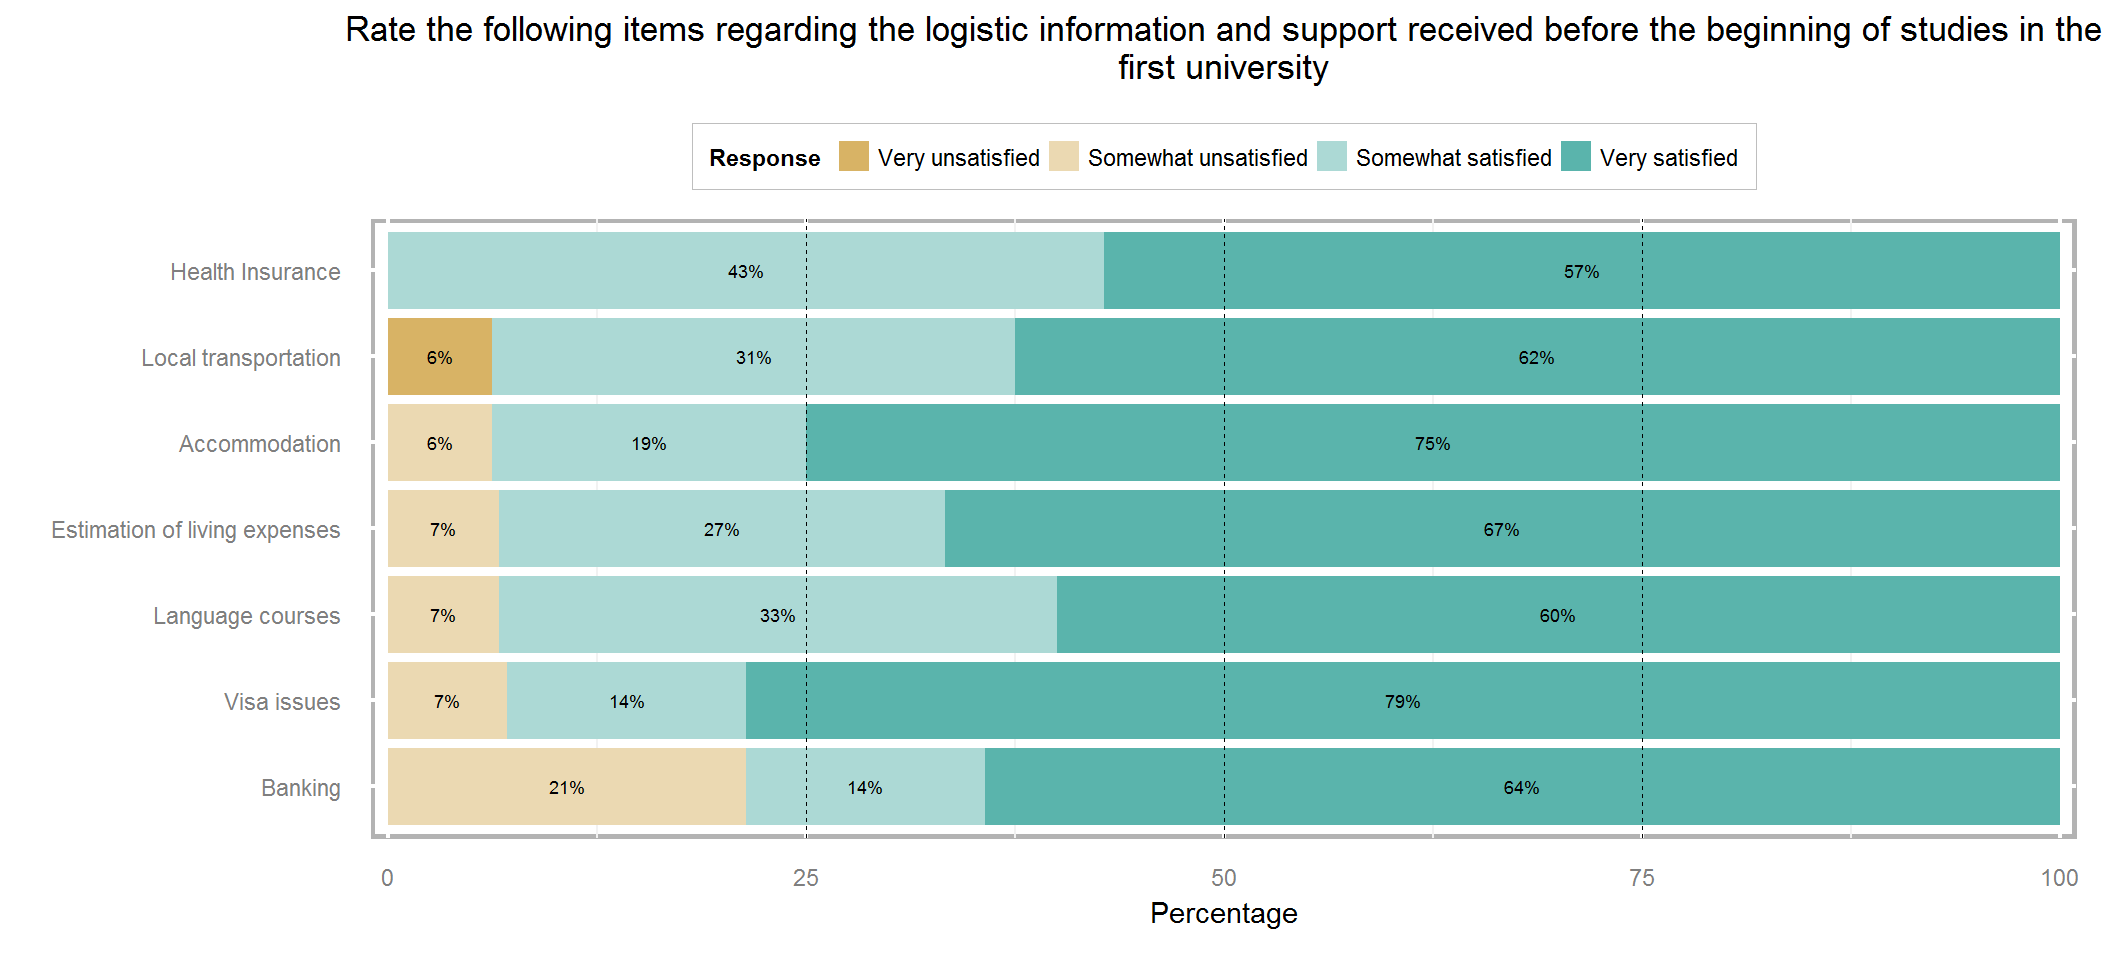 Rate the following items regarding the logistic information and support received before the beginning of studies in the
first university
Response Very unsatisfied Somewhat unsatisfied Somewhat satisfied Very satisfied
Health Insurance 43% 57%
Local transportation 6% 31% 62%
Accommodation 6% 19% 75%
Estimation of living expenses 7% 27% 67%
Language courses 7% 33% 60%
Visa issues 7% 14% 79%
Banking 21% 14% 64%
0 25 50 75 100
Percentage